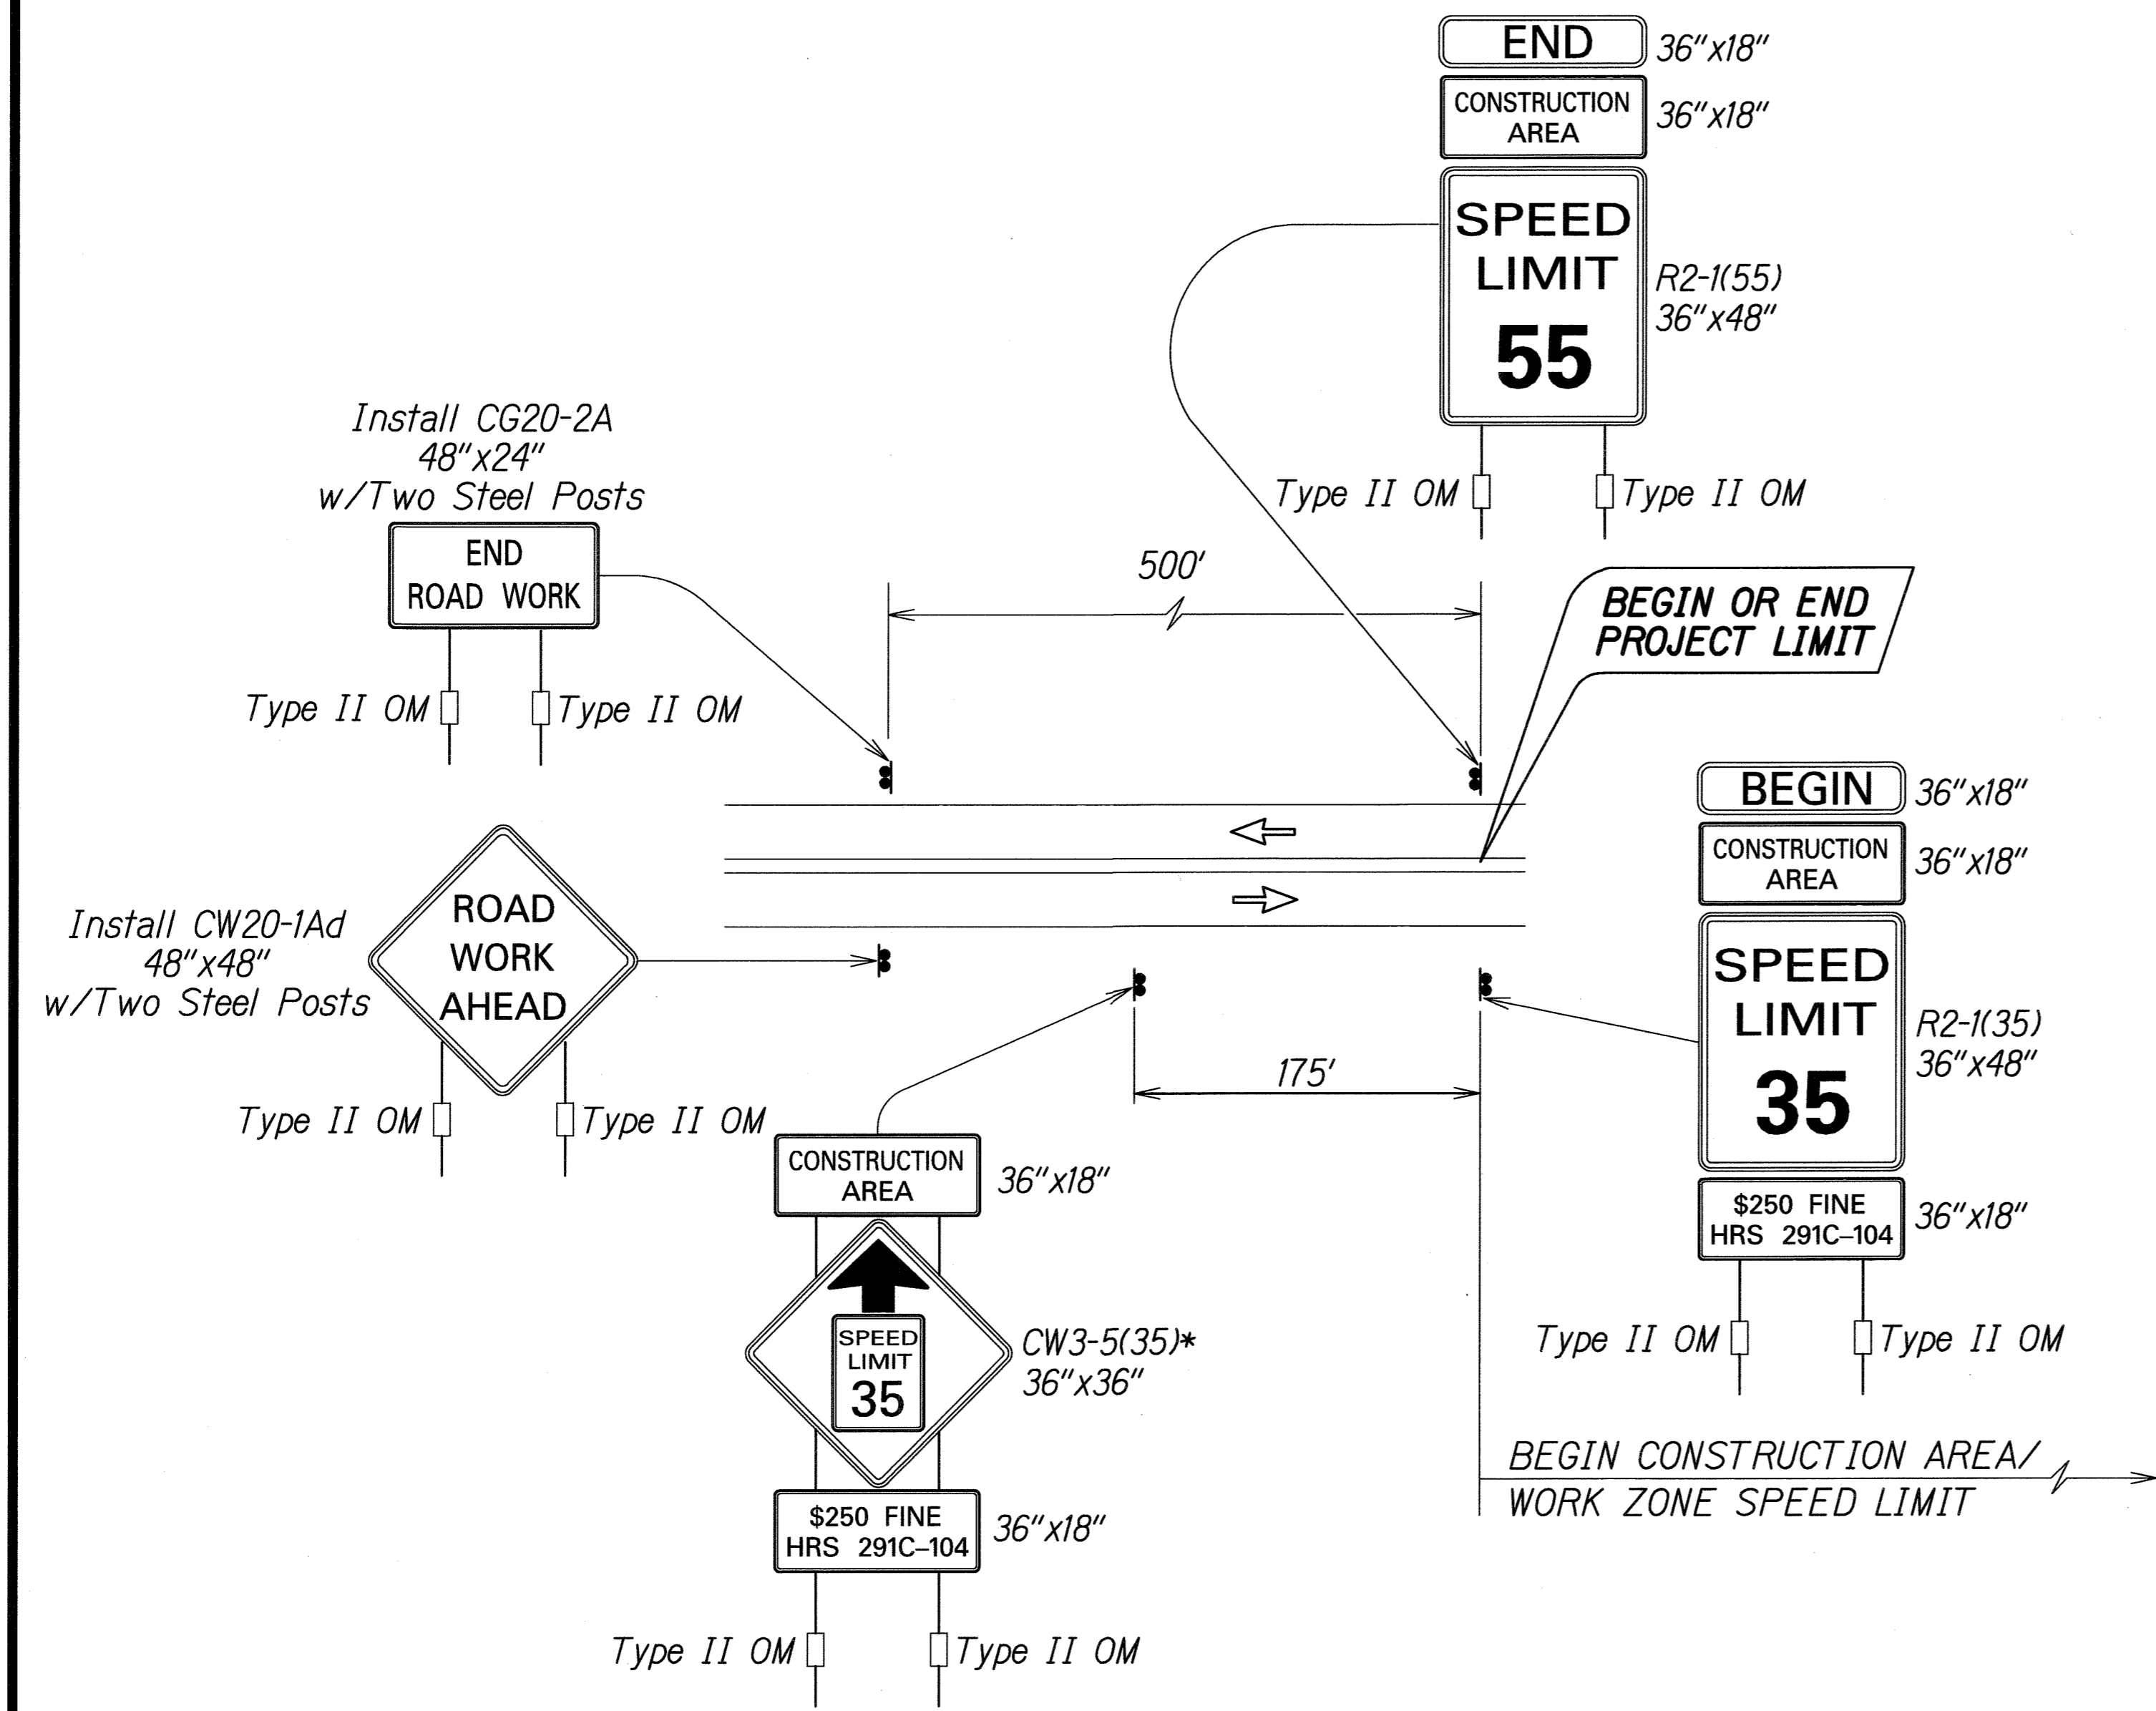 END
36"x18"
CONSTRUCTION
AREA
36"x18"
SPEED
LIMIT
55
R2-1(55)
36"x48"
Type II OM
Type II OM
Install CG20-2A
48"x24"
w/Two Steel Posts
END
ROAD WORK
Type II OM
Type II OM
500'
BEGIN OR END
PROJECT LIMIT
BEGIN
36"x18"
CONSTRUCTION
AREA
36"x18"
SPEED
LIMIT
35
R2-1(35)
36"x48"
$250 FINE
HRS 291C–104
36"x18"
Type II OM
Type II OM
Install CW20-1Ad
48"x48"
w/Two Steel Posts
ROAD
WORK
AHEAD
Type II OM
Type II OM
175'
CONSTRUCTION
AREA
36"x18"
SPEED
LIMIT
35
CW3-5(35)*
36"x36"
$250 FINE
HRS 291C–104
36"x18"
Type II OM
Type II OM
BEGIN CONSTRUCTION AREA/
WORK ZONE SPEED LIMIT